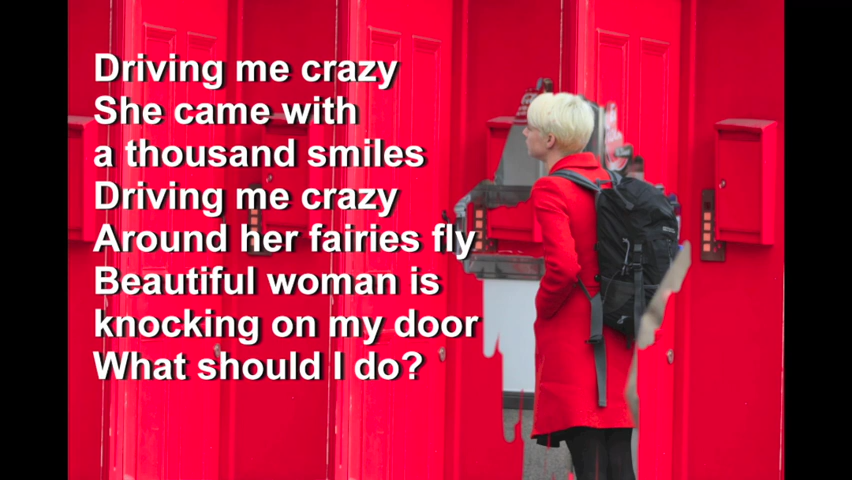 Driving me crazy
She came with
a thousand smiles
Driving me crazy
Around her fairies fly
Beautiful woman is
knocking on my door
What should I do?